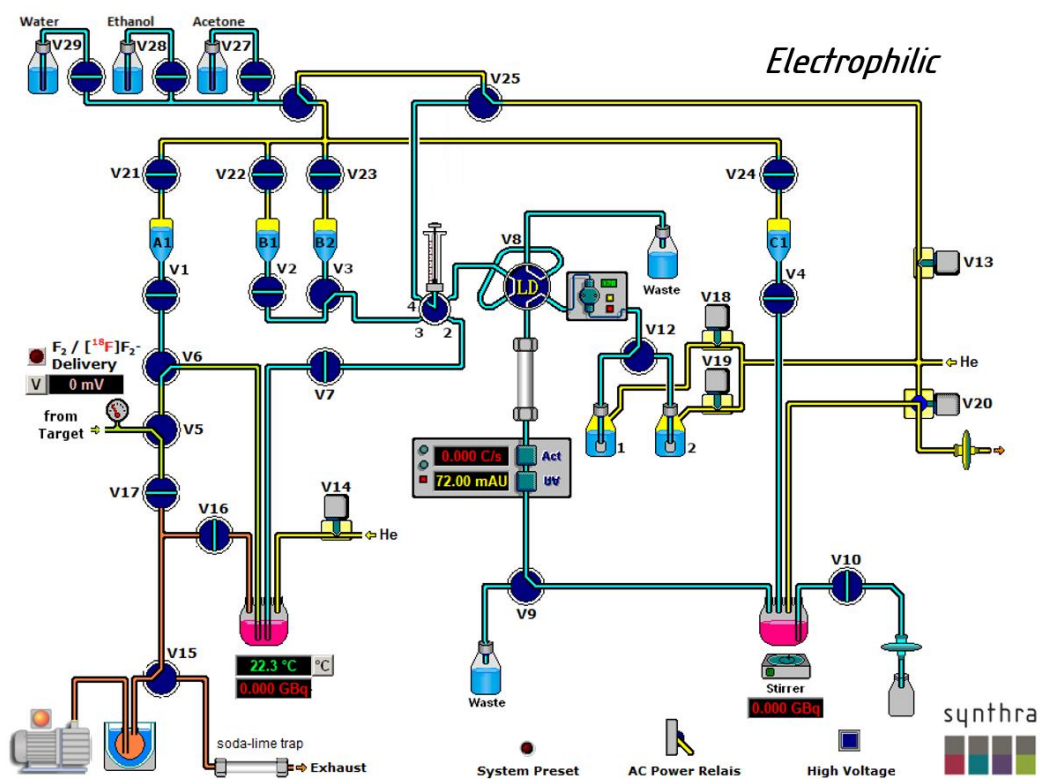 Water
Ethanol
Acetone
V29
V28
V27
V25
Electrophilic
V21
V22
V23
V24
A1
B1
B2
C1
V1
V2
V3
V8
LD
Waste
V4
V13
4
3
2
V18
V12
V19
He
F₂ / [¹⁸F]F₂-
Delivery
V
0 mV
V6
V7
V20
from
Target
V5
1
2
0.000 C/s
Act
72.00 mAU
UV
V17
V16
V14
He
V10
V9
V15
22.3 °C
°C
0.000 GBq
Waste
Stirrer
0.000 GBq
soda-lime trap
Exhaust
System Preset
AC Power Relais
High Voltage
synthra